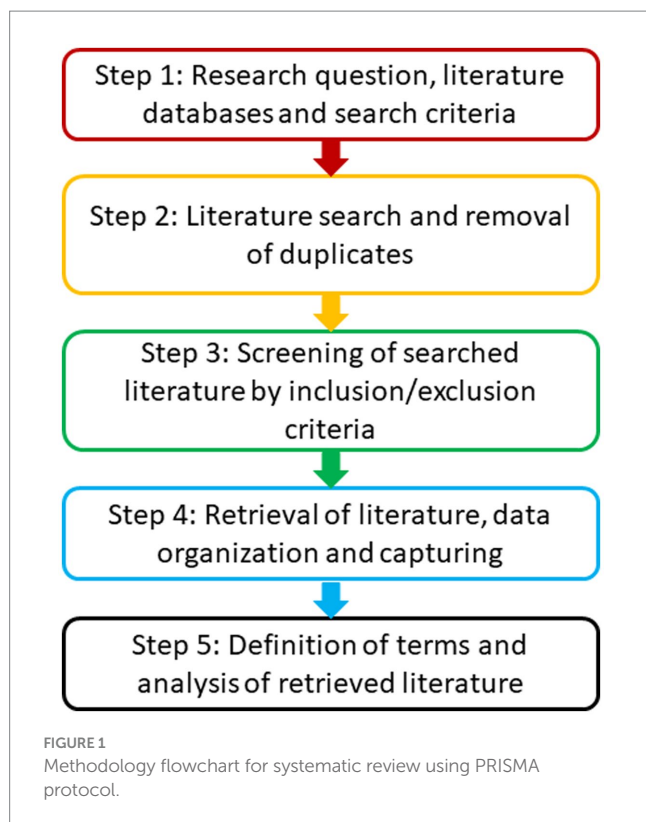 Step 1: Research question, literature
databases and search criteria
Step 2: Literature search and removal
of duplicates
Step 3: Screening of searched
literature by inclusion/exclusion
criteria
Step 4: Retrieval of literature, data
organization and capturing
Step 5: Definition of terms and
analysis of retrieved literature
FIGURE 1
Methodology flowchart for systematic review using PRISMA
protocol.